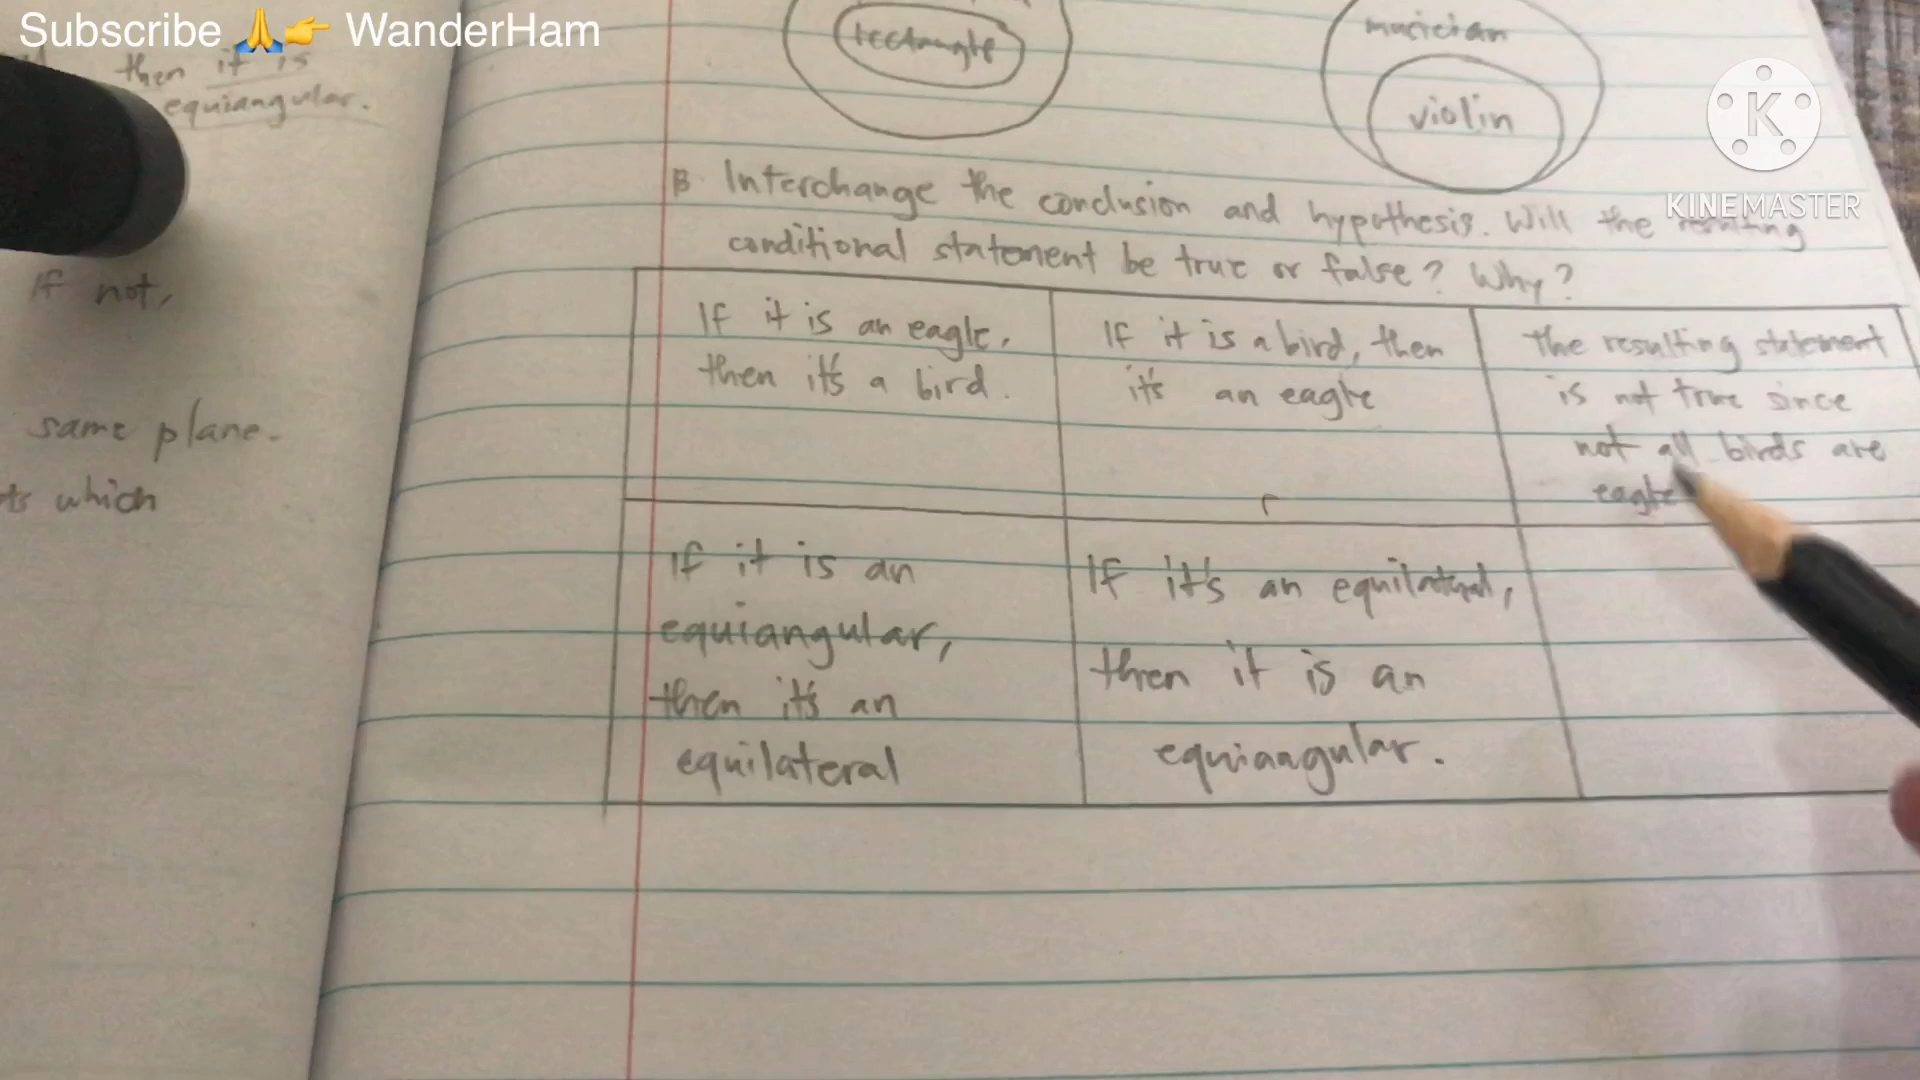 Subscribe 🙏👉 WanderHam
then it is
equiangular.
If not,
same plane.
ts which
rectangle
musician
violin
KINEMASTER
B. Interchange the conclusion and hypothesis. Will the resulting
conditional statement be true or false? Why?
If it is an eagle,
then it's a bird.
If it is a bird, then
it's an eagle
The resulting statement
is not true since
not all birds are
eagle
If it is an
equiangular,
then it's an
equilateral
If it's an equilateral,
then it is an
equiangular.